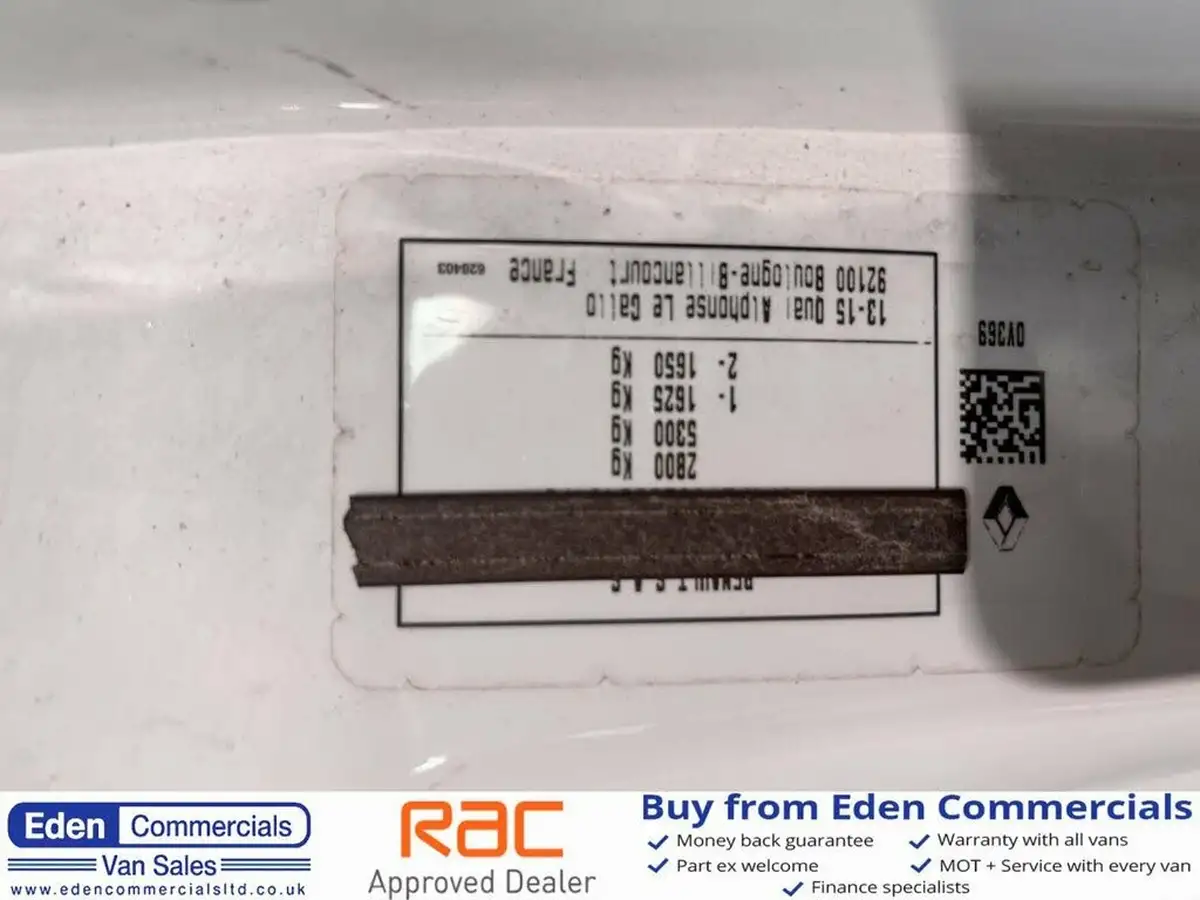 RENAULT S.A.S
2800 Kg
5300 Kg
1- 1625 Kg
2- 1650 Kg
13-15 Quai Alphonse Le Gallo
92100 Boulogne-Billancourt France 628403
OV369
Eden Commercials
Van Sales
www.edencommercialsltd.co.uk
RAC
Approved Dealer
Buy from Eden Commercials
Money back guarantee
Warranty with all vans
Part ex welcome
MOT + Service with every van
Finance specialists